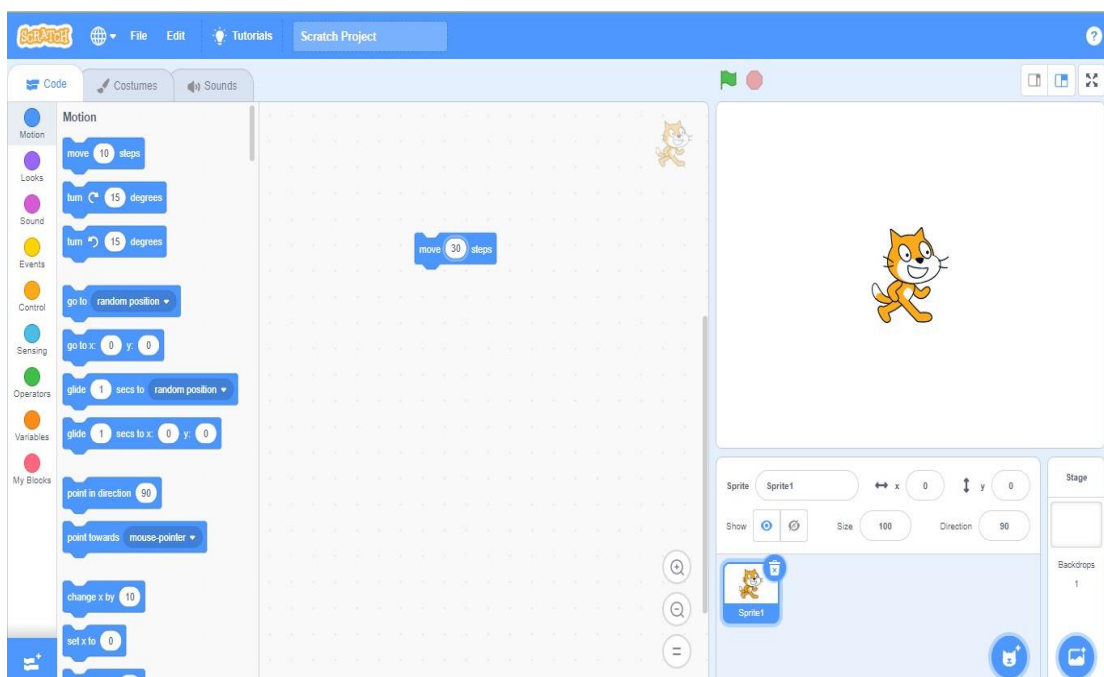 SCRATCH File Edit Tutorials Scratch Project ?
Code Costumes Sounds
Motion
Looks
Sound
Events
Control
Sensing
Operators
Variables
My Blocks
Motion
move 10 steps
turn 15 degrees
turn 15 degrees
go to random position
go to x: 0 y: 0
glide 1 secs to random position
glide 1 secs to x: 0 y: 0
point in direction 90
point towards mouse-pointer
change x by 10
set x to 0
move 30 steps
Sprite Sprite1 x 0 y 0
Show Size 100 Direction 90
Sprite1
Stage
Backdrops
1